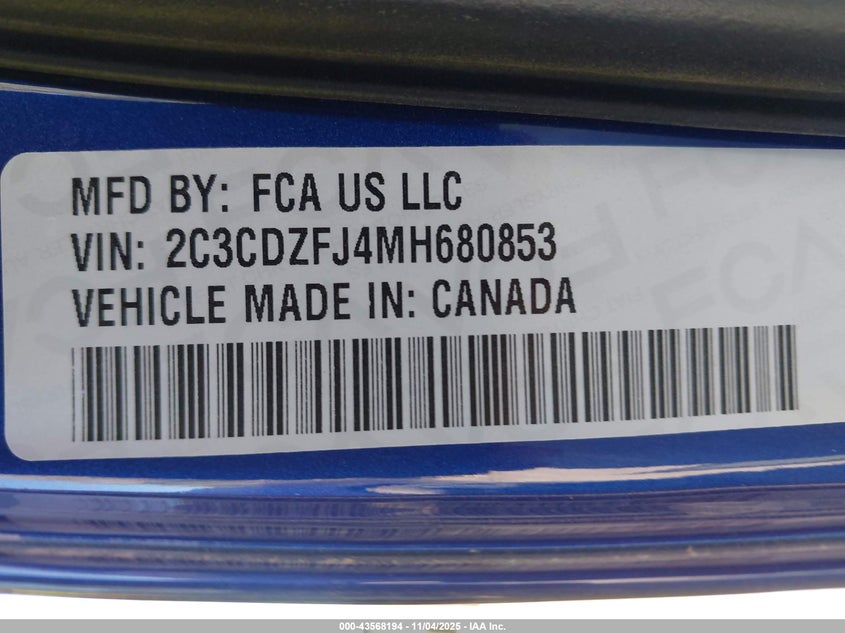 MFD BY: FCA US LLC
VIN: 2C3CDZFJ4MH680853
VEHICLE MADE IN: CANADA
000-43568194 - 11/04/2025 - IAA Inc.